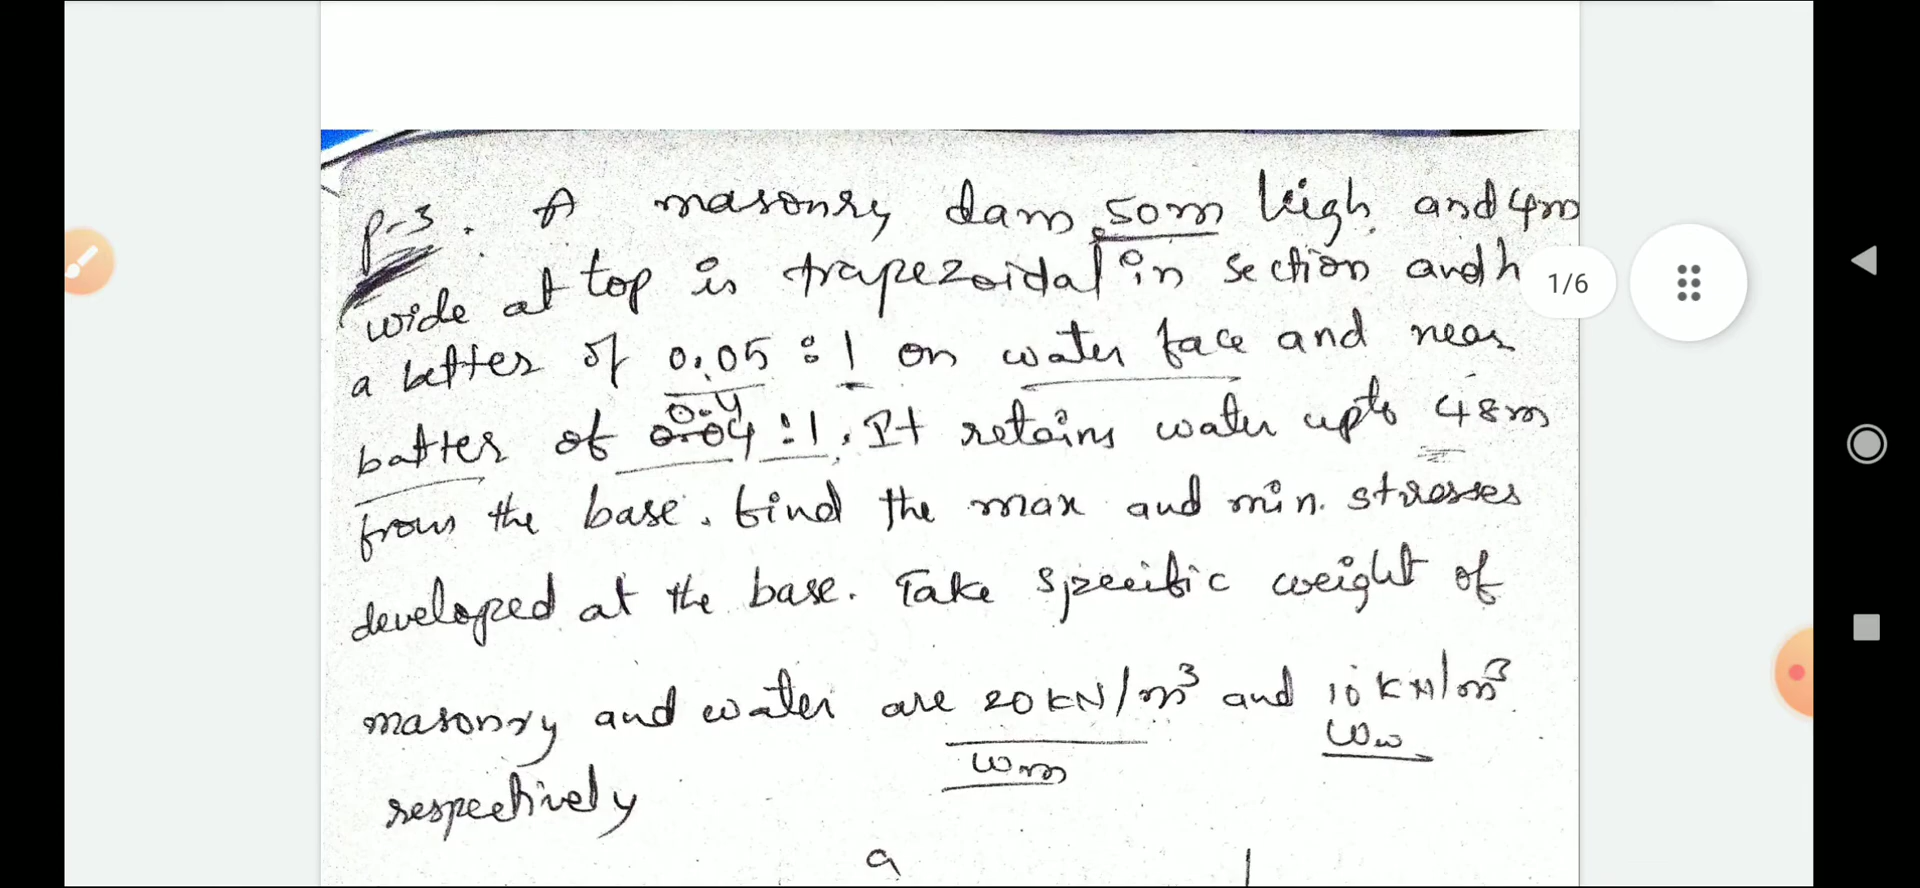 P-3. A masonry dam 50m high and 4m
wide at top is trapezoidal in section and h
1/6
a batter of 0.05 : 1 on water face and near
0.4
batter of 0.04 : 1. It retains water upto 48m
from the base. find the max and min. stresses
developed at the base. Take specific weight of
masonry and water are 20 KN/m³ and 10 KN/m³
wm
ww
respectively
a